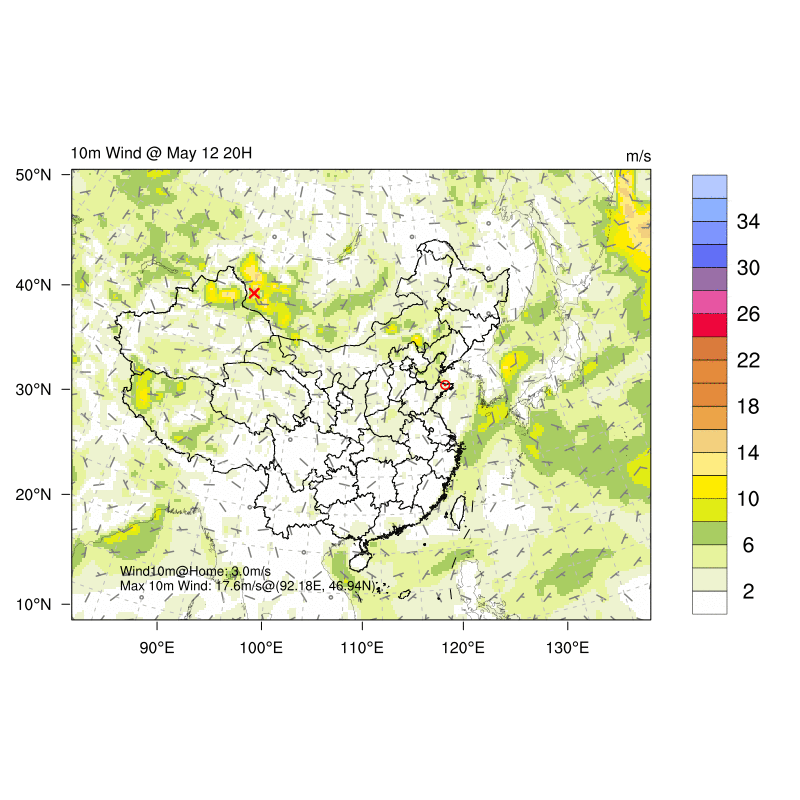 10m Wind @ May 12 20H
m/s
50°N
40°N
30°N
20°N
10°N
90°E
100°E
110°E
120°E
130°E
34
30
26
22
18
14
10
6
2
Wind10m@Home: 3.0m/s
Max 10m Wind: 17.6m/s@(92.18E, 46.94N)